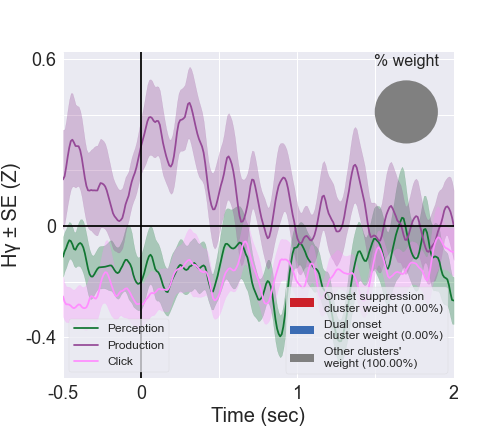 % weight
0.6
0
-0.4
Hγ ± SE (Z)
Perception
Production
Click
Onset suppression
cluster weight (0.00%)
Dual onset
cluster weight (0.00%)
Other clusters'
weight (100.00%)
-0.5
0
1
2
Time (sec)